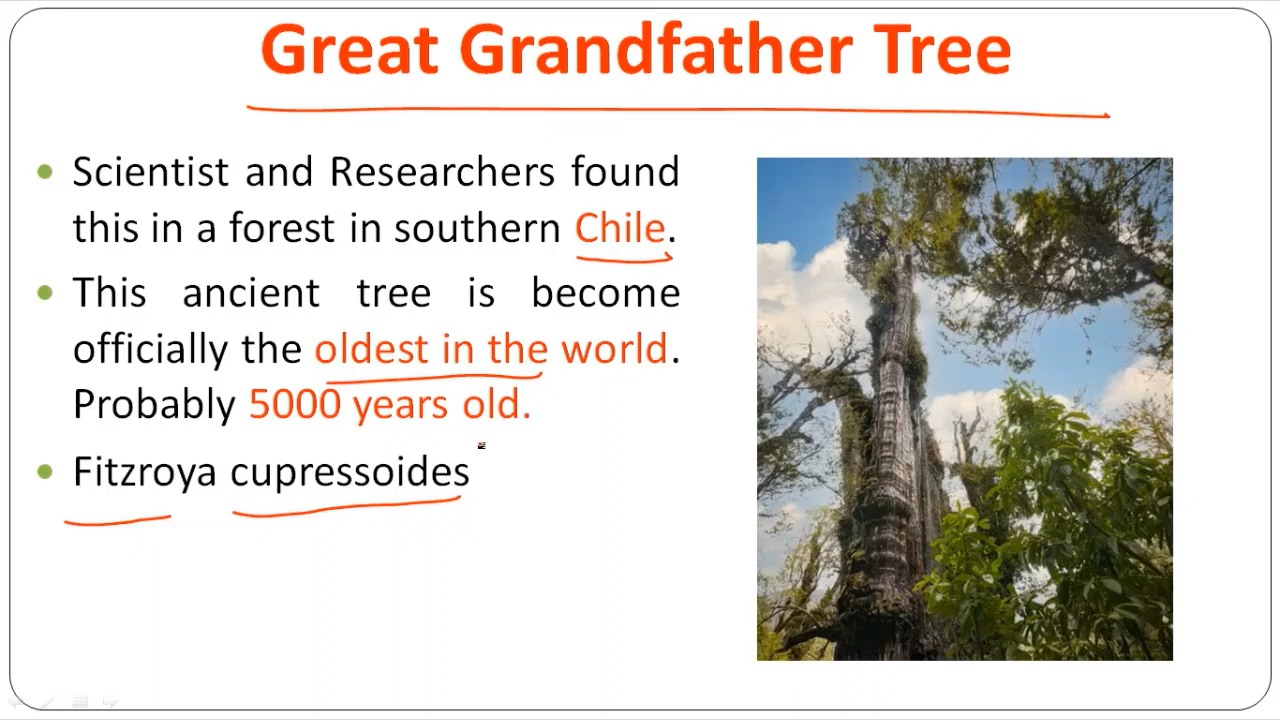 Great Grandfather Tree
Scientist and Researchers found
this in a forest in southern Chile.
This ancient tree is become
officially the oldest in the world.
Probably 5000 years old.
Fitzroya cupressoides